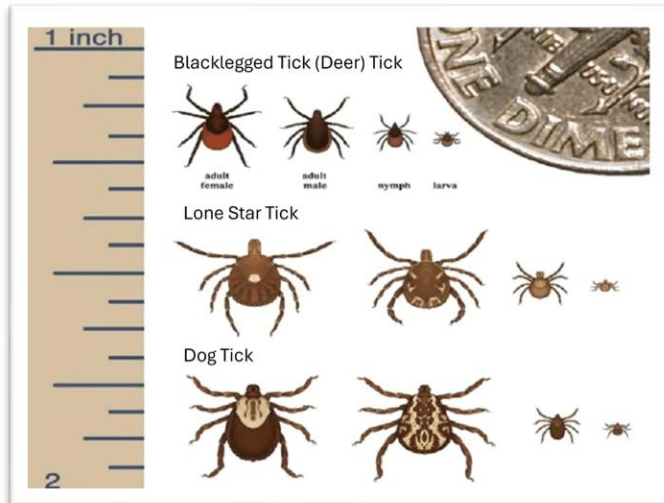 1 inch
Blacklegged Tick (Deer) Tick
ONE DIME
adult female
adult male
nymph
larva
Lone Star Tick
Dog Tick
2